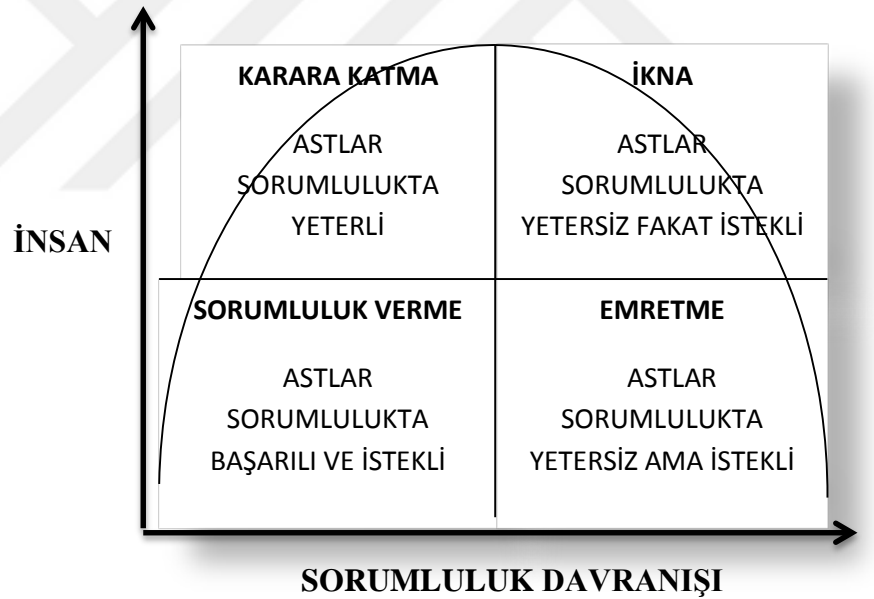 KARARA KATMA
ASTLAR
SORUMLULUKTA
YETERLİ
İKNA
ASTLAR
SORUMLULUKTA
YETERSİZ FAKAT İSTEKLİ
İNSAN
SORUMLULUK VERME
ASTLAR
SORUMLULUKTA
BAŞARILI VE İSTEKLİ
EMRETME
ASTLAR
SORUMLULUKTA
YETERSİZ AMA İSTEKLİ
SORUMLULUK DAVRANIŞI